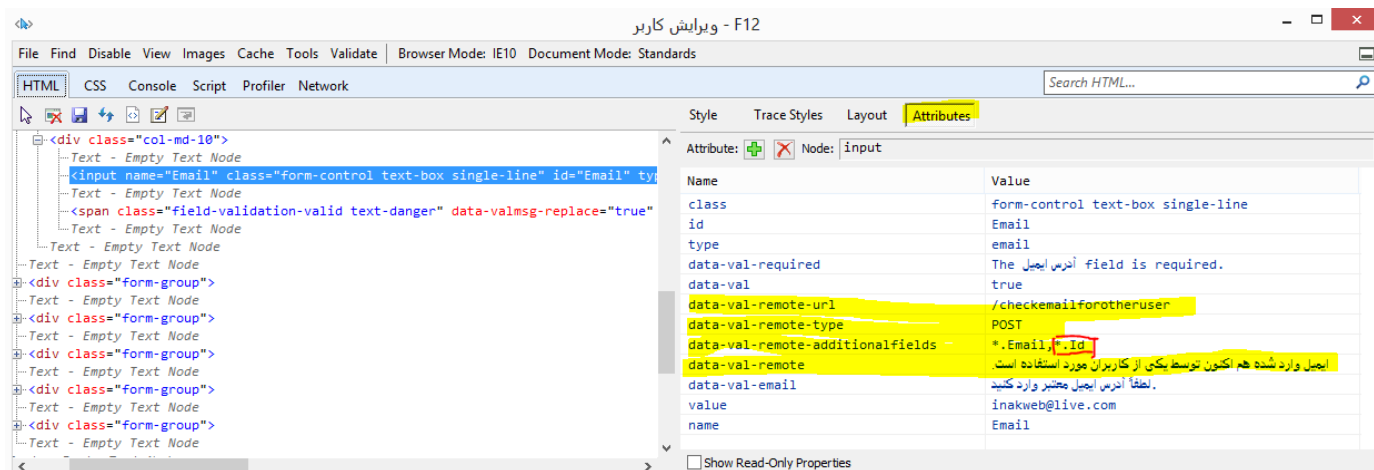 F12 - ویرایش کاربر
File Find Disable View Images Cache Tools Validate Browser Mode: IE10 Document Mode: Standards
HTML CSS Console Script Profiler Network
Search HTML...
Style Trace Styles Layout Attributes
Attribute: Node: input
<div class="col-md-10">
Text - Empty Text Node
<input name="Email" class="form-control text-box single-line" id="Email" ty
Text - Empty Text Node
<span class="field-validation-valid text-danger" data-valmsg-replace="true"
Text - Empty Text Node
Text - Empty Text Node
Text - Empty Text Node
<div class="form-group">
Text - Empty Text Node
<div class="form-group">
Text - Empty Text Node
<div class="form-group">
Text - Empty Text Node
<div class="form-group">
Text - Empty Text Node
<div class="form-group">
Text - Empty Text Node
Name Value
class form-control text-box single-line
id Email
type email
data-val-required The آدرس ایمیل field is required.
data-val true
data-val-remote-url /checkemailforotheruser
data-val-remote-type POST
data-val-remote-additionalfields *.Email,*.Id
data-val-remote ایمیل وارد شده هم اکنون توسط یکی از کاربران مورد استفاده است.
data-val-email لطفاً آدرس ایمیل معتبر وارد کنید.
value inakweb@live.com
name Email
Show Read-Only Properties